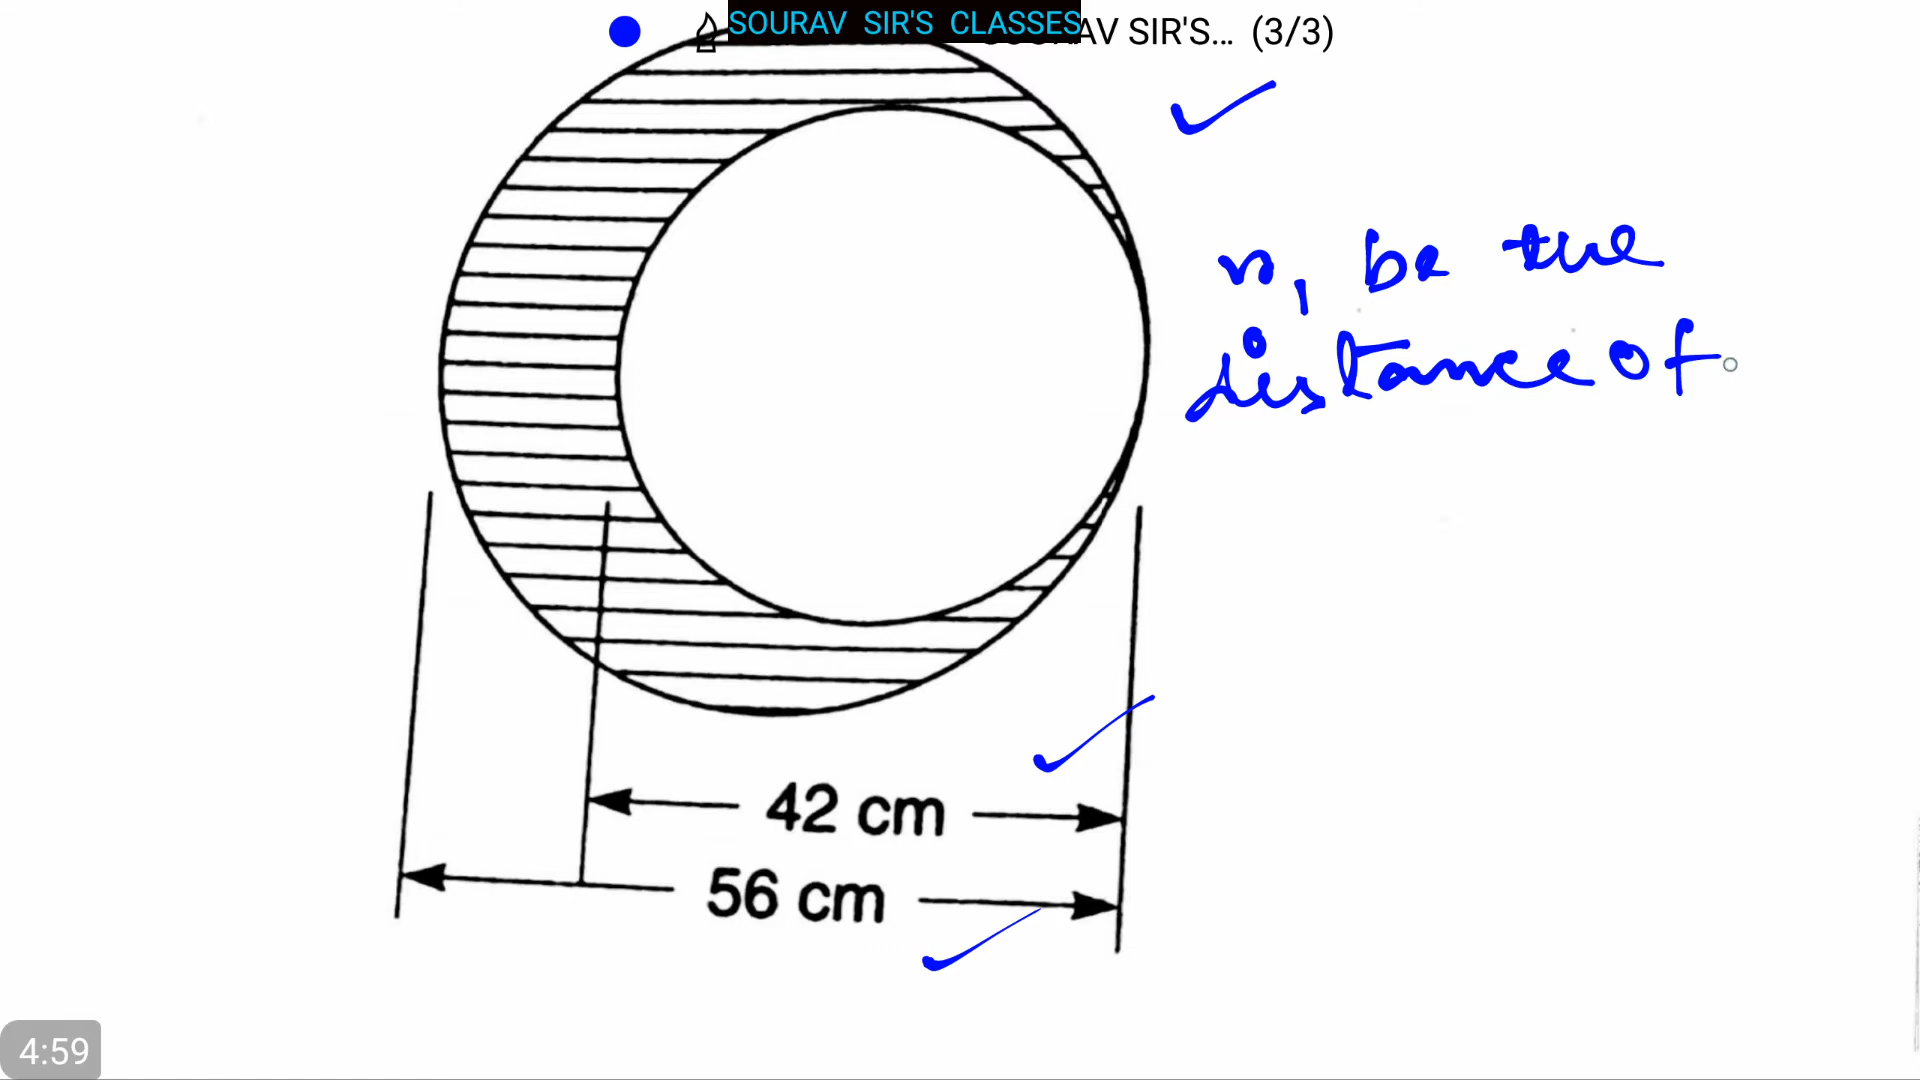 SOURAV SIR'S CLASSES AV SIR'S... (3/3)
be the
distance of
42 cm
56 cm
4:59